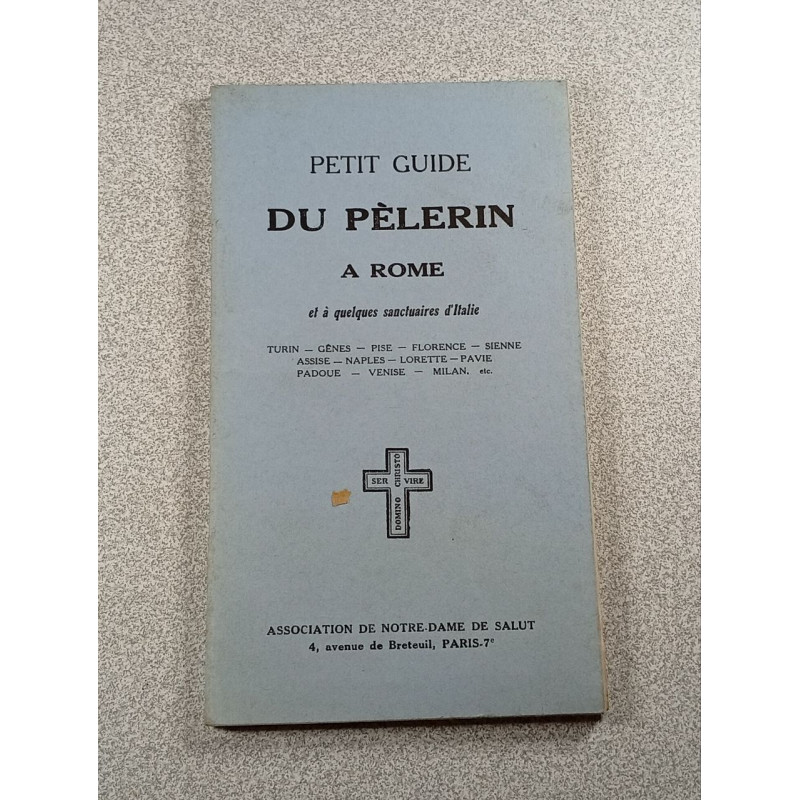 PETIT GUIDE
DU PÈLERIN
A ROME
et à quelques sanctuaires d'Italie
TURIN — GÊNES — PISE — FLORENCE — SIENNE
ASSISE — NAPLES — LORETTE — PAVIE
PADOUE — VENISE — MILAN, etc.
SER VIRE
DOMINO CHRISTO
ASSOCIATION DE NOTRE-DAME DE SALUT
4, avenue de Breteuil, PARIS-7e